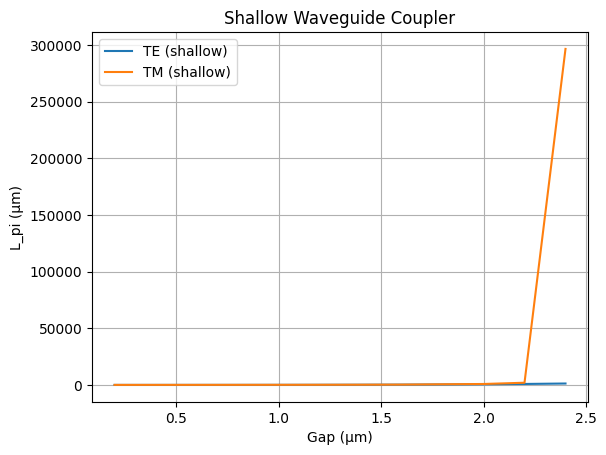 Shallow Waveguide Coupler
TE (shallow)
TM (shallow)
L_pi (μm)
300000
250000
200000
150000
100000
50000
0
0.5
1.0
1.5
2.0
2.5
Gap (μm)